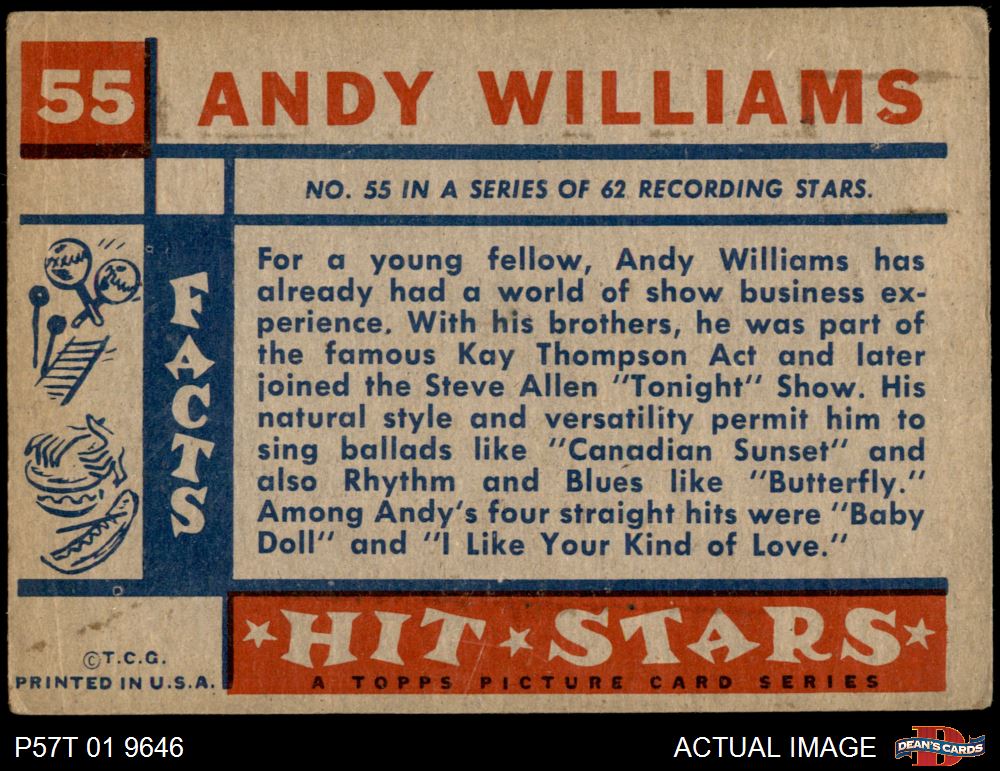 55 ANDY WILLIAMS
NO. 55 IN A SERIES OF 62 RECORDING STARS.
FACTS
For a young fellow, Andy Williams has
already had a world of show business ex-
perience. With his brothers, he was part of
the famous Kay Thompson Act and later
joined the Steve Allen "Tonight" Show. His
natural style and versatility permit him to
sing ballads like "Canadian Sunset" and
also Rhythm and Blues like "Butterfly."
Among Andy's four straight hits were "Baby
Doll" and "I Like Your Kind of Love."
HIT STARS
A TOPPS PICTURE CARD SERIES
©T.C.G.
PRINTED IN U.S.A.
P57T 01 9646
ACTUAL IMAGE
D
DEAN'S CARDS